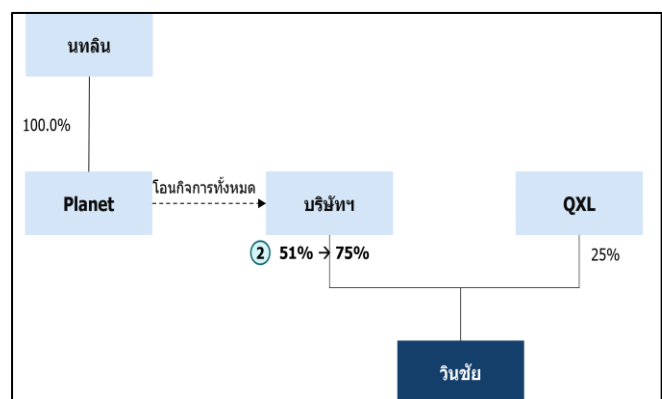 นทลิน
100.0%
Planet
โอนกิจการทั้งหมด
บริษัทฯ
QXL
2 51% → 75%
25%
วินชัย